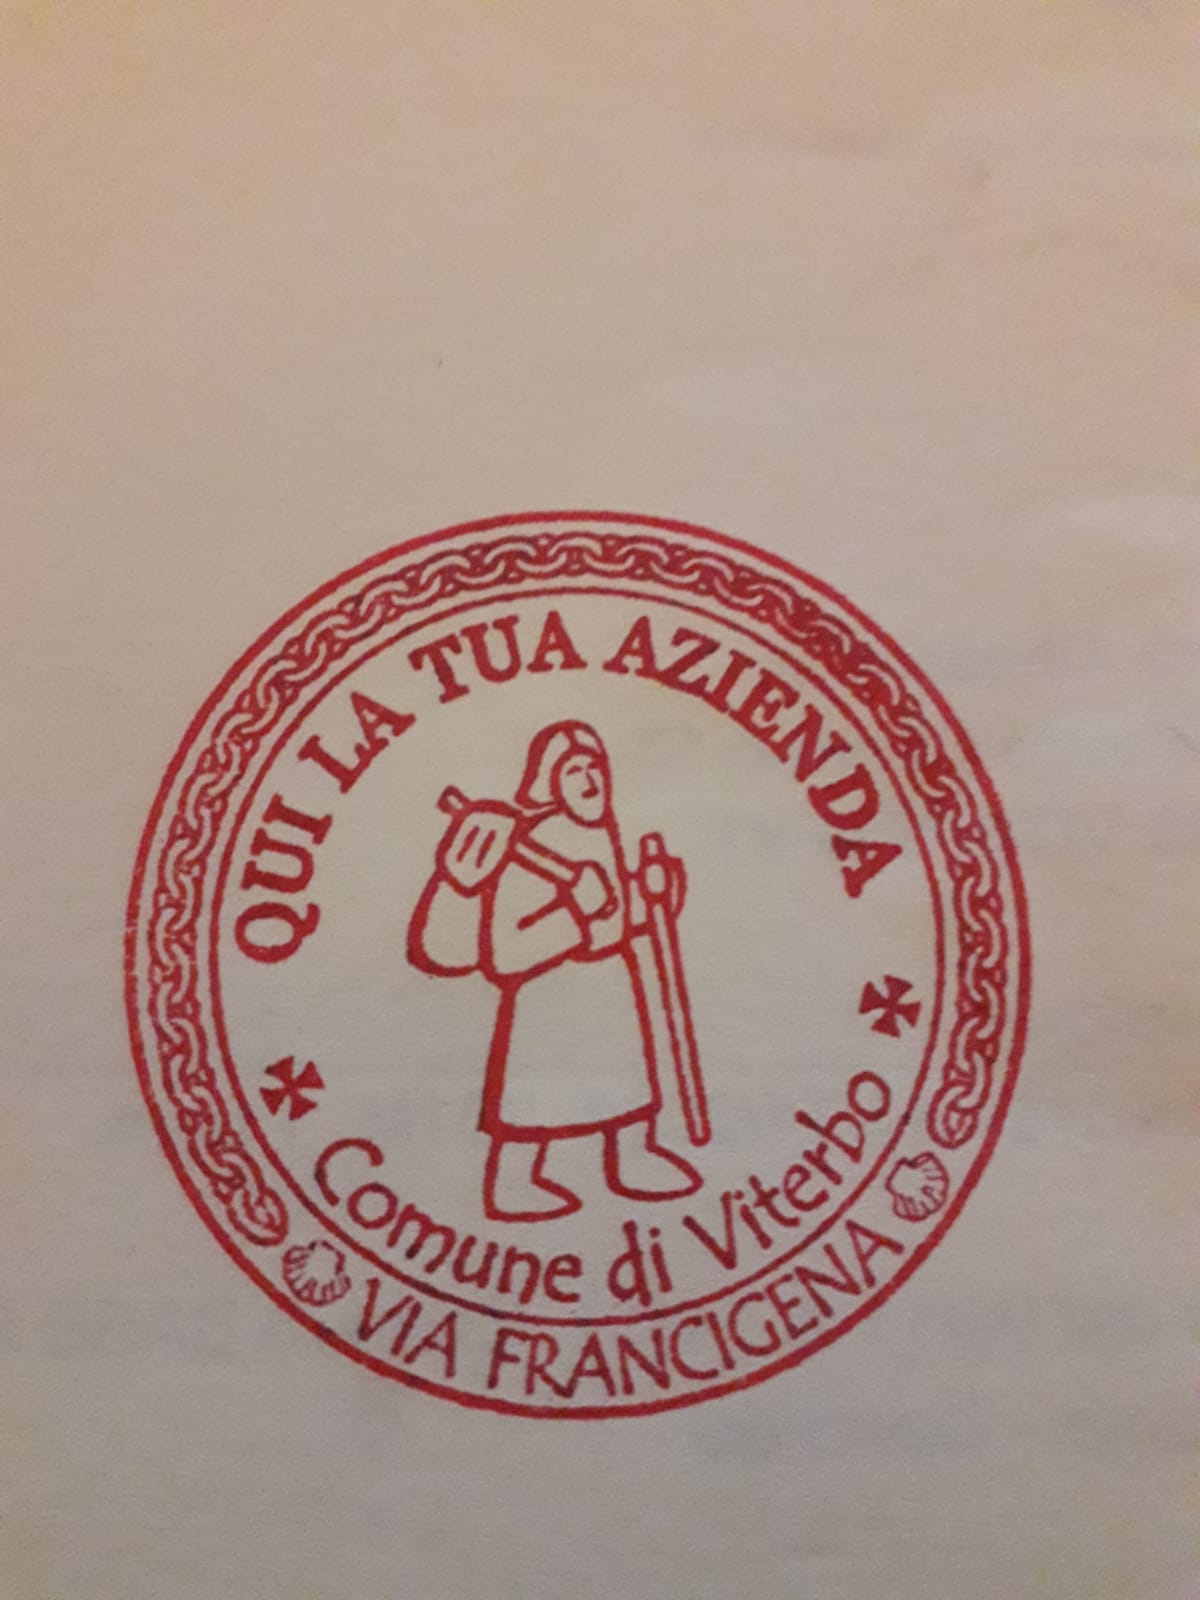 QUI LA TUA AZIENDA
Comune di Viterbo
VIA FRANCIGENA